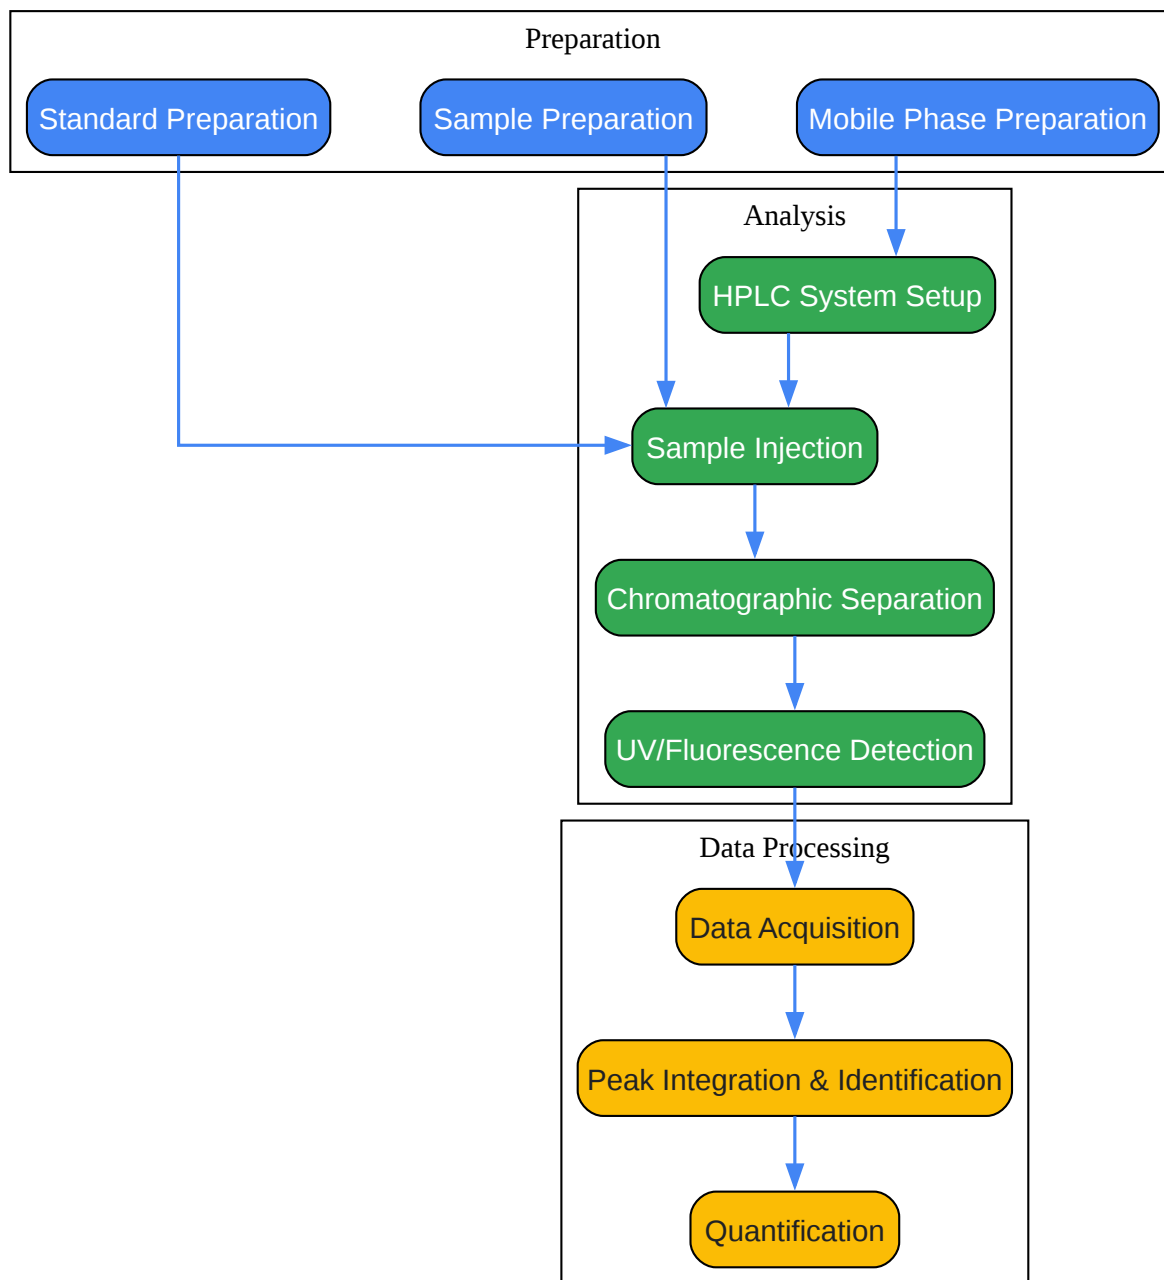 Preparation
Standard Preparation
Sample Preparation
Mobile Phase Preparation
Analysis
HPLC System Setup
Sample Injection
Chromatographic Separation
UV/Fluorescence Detection
Data Processing
Data Acquisition
Peak Integration & Identification
Quantification